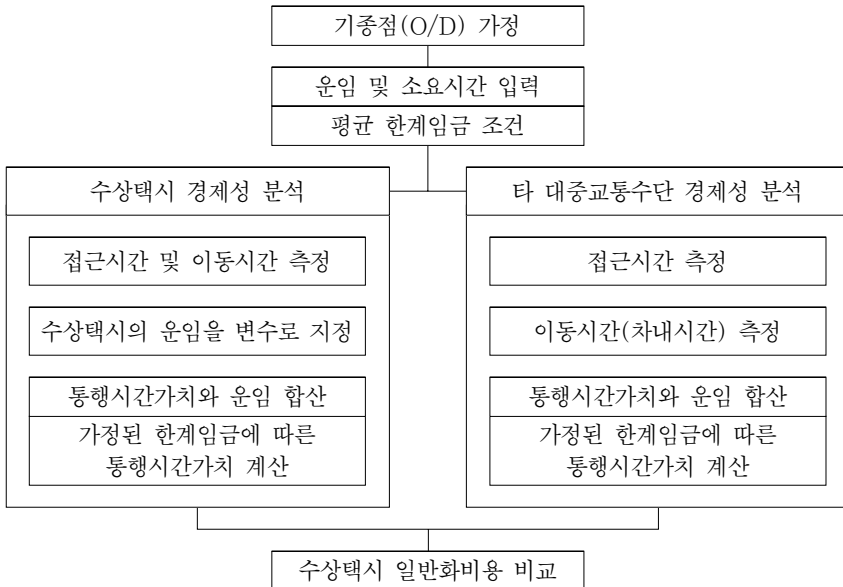 기종점(O/D) 가정
운임 및 소요시간 입력
평균 한계임금 조건
수상택시 경제성 분석
접근시간 및 이동시간 측정
수상택시의 운임을 변수로 지정
통행시간가치와 운임 합산
가정된 한계임금에 따른
통행시간가치 계산
타 대중교통수단 경제성 분석
접근시간 측정
이동시간(차내시간) 측정
통행시간가치와 운임 합산
가정된 한계임금에 따른
통행시간가치 계산
수상택시 일반화비용 비교